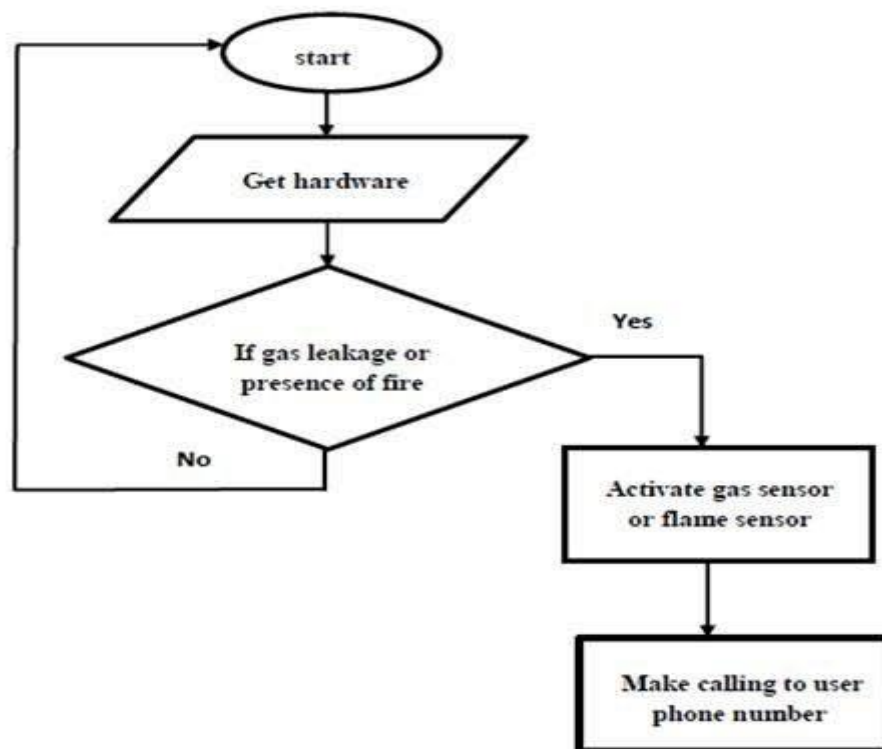 start
Get hardware
If gas leakage or
presence of fire
Yes
No
Activate gas sensor
or flame sensor
Make calling to user
phone number